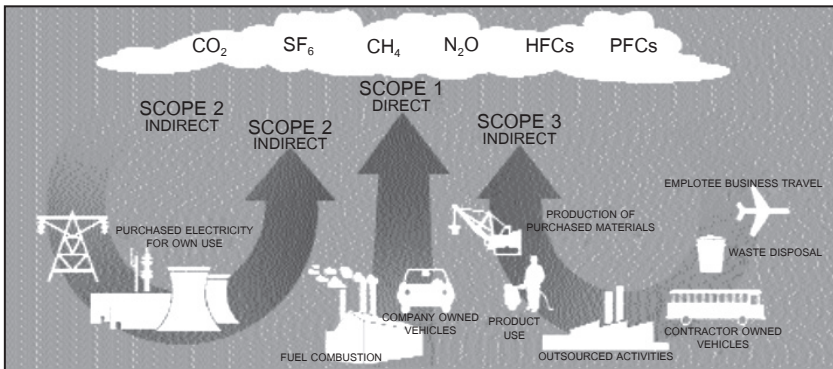 CO₂ SF₆ CH₄ N₂O HFCs PFCs
SCOPE 1
DIRECT
SCOPE 2
INDIRECT
SCOPE 2
INDIRECT
SCOPE 3
INDIRECT
PURCHASED ELECTRICITY
FOR OWN USE
FUEL COMBUSTION
COMPANY OWNED
VEHICLES
PRODUCTION OF
PURCHASED MATERIALS
PRODUCT
USE
OUTSOURCED ACTIVITIES
EMPLOTEE BUSINESS TRAVEL
WASTE DISPOSAL
CONTRACTOR OWNED
VEHICLES